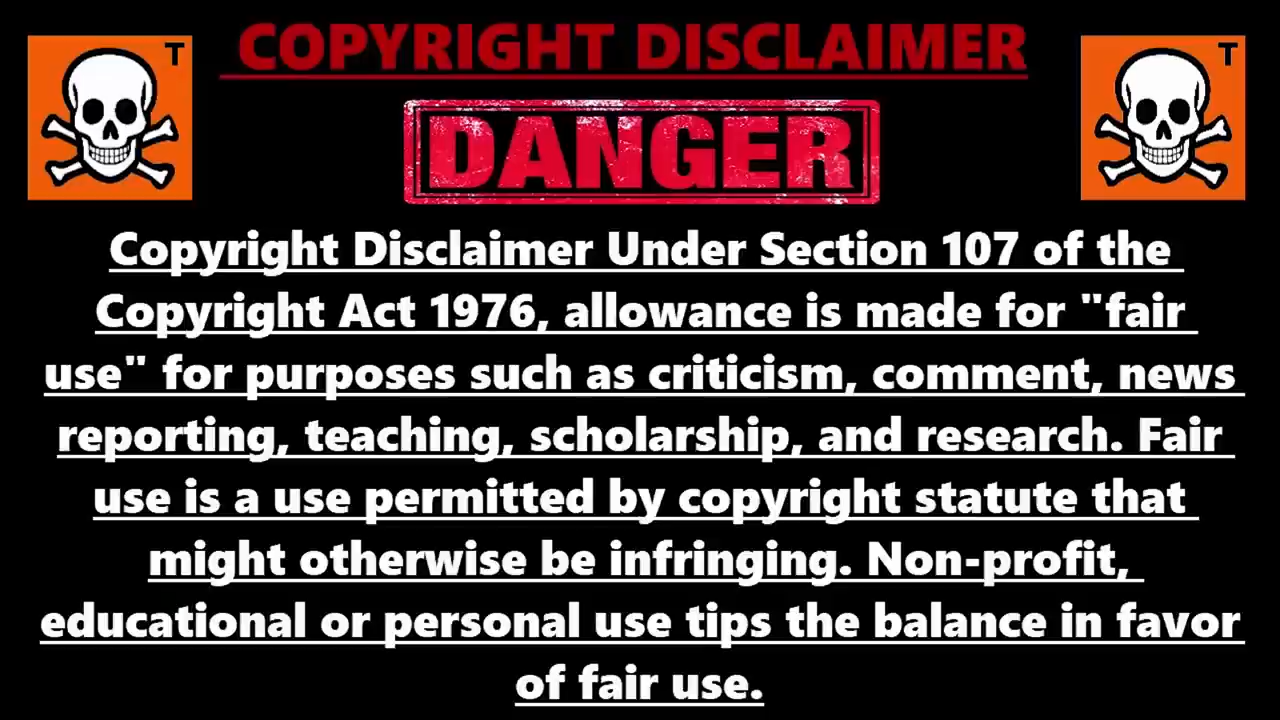 T COPYRIGHT DISCLAIMER T
DANGER
Copyright Disclaimer Under Section 107 of the
Copyright Act 1976, allowance is made for "fair
use" for purposes such as criticism, comment, news
reporting, teaching, scholarship, and research. Fair
use is a use permitted by copyright statute that
might otherwise be infringing. Non-profit,
educational or personal use tips the balance in favor
of fair use.